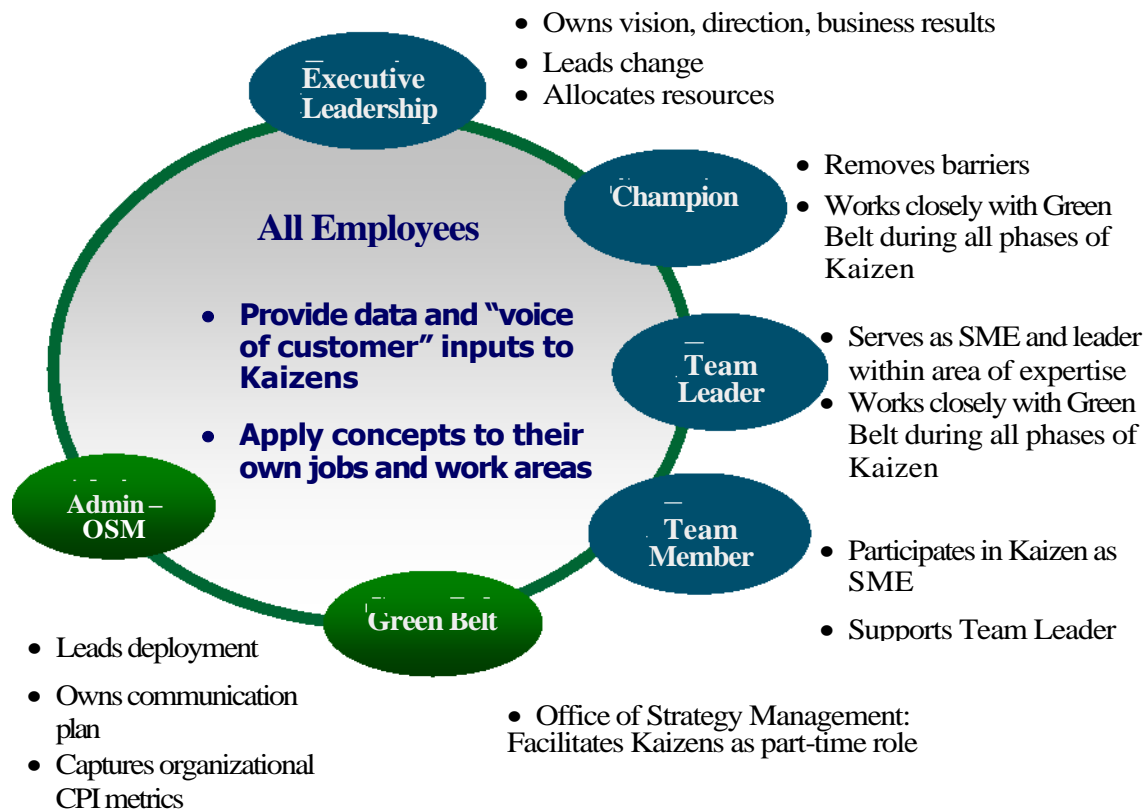 • Owns vision, direction, business results
• Leads change
• Allocates resources
Executive
Leadership
Champion
• Removes barriers
• Works closely with Green
Belt during all phases of
Kaizen
All Employees
• Provide data and “voice
of customer” inputs to
Kaizens
• Apply concepts to their
own jobs and work areas
Team
Leader
• Serves as SME and leader
within area of expertise
• Works closely with Green
Belt during all phases of
Kaizen
Team
Member
• Participates in Kaizen as
SME
• Supports Team Leader
Admin –
OSM
• Leads deployment
• Owns communication
plan
• Captures organizational
CPI metrics
Green Belt
• Office of Strategy Management:
Facilitates Kaizens as part-time role